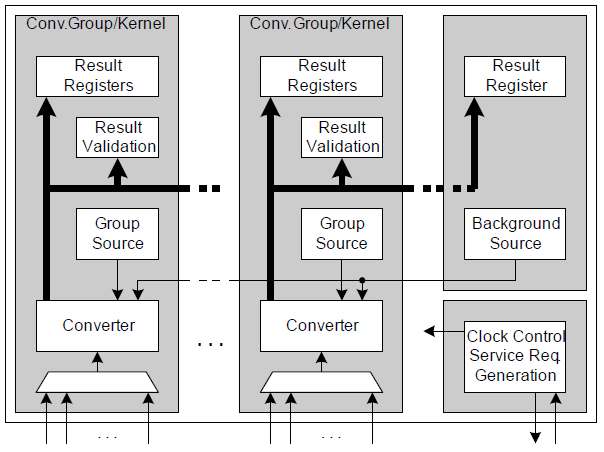 Conv.Group/Kernel
Result
Registers
Result
Validation
Group
Source
Converter
. . .
. . .
Conv.Group/Kernel
Result
Registers
Result
Validation
Group
Source
Converter
. . .
Result
Register
Background
Source
Clock Control
Service Req.
Generation